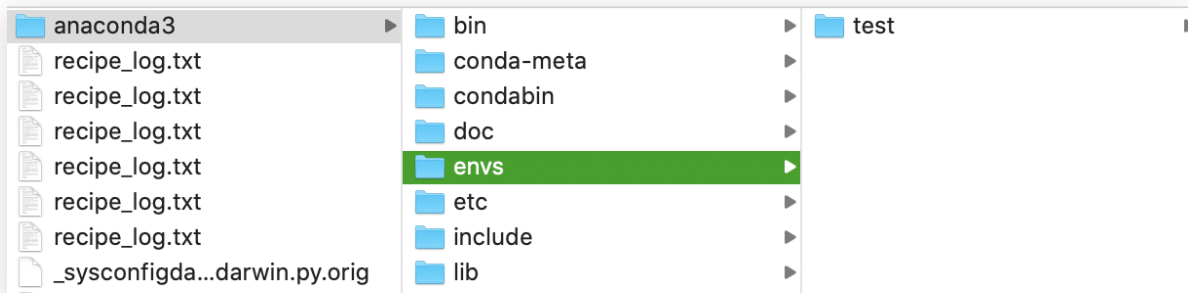 anaconda3
recipe_log.txt
recipe_log.txt
recipe_log.txt
recipe_log.txt
recipe_log.txt
recipe_log.txt
_sysconfigda...darwin.py.orig
bin
conda-meta
condabin
doc
envs
etc
include
lib
test